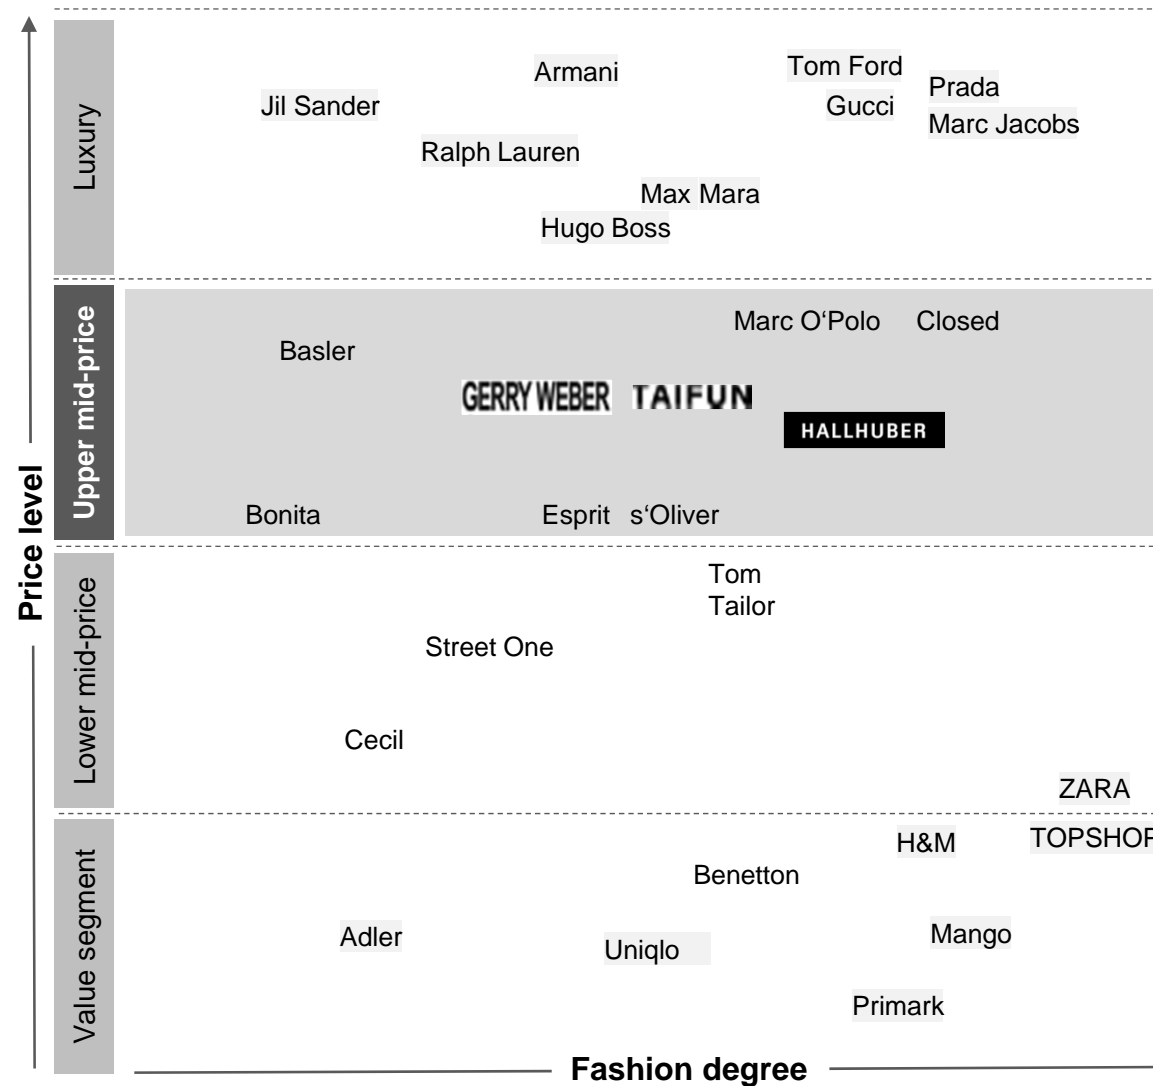 Price level
Luxury
Armani
Tom Ford
Prada
Jil Sander
Gucci
Marc Jacobs
Ralph Lauren
Max Mara
Hugo Boss
Upper mid-price
Marc O‘Polo
Closed
Basler
GERRY WEBER
TAIFUN
HALLHUBER
Bonita
Esprit
s‘Oliver
Lower mid-price
Tom
Tailor
Street One
Cecil
ZARA
Value segment
H&M
TOPSHOP
Benetton
Adler
Uniqlo
Mango
Primark
Fashion degree